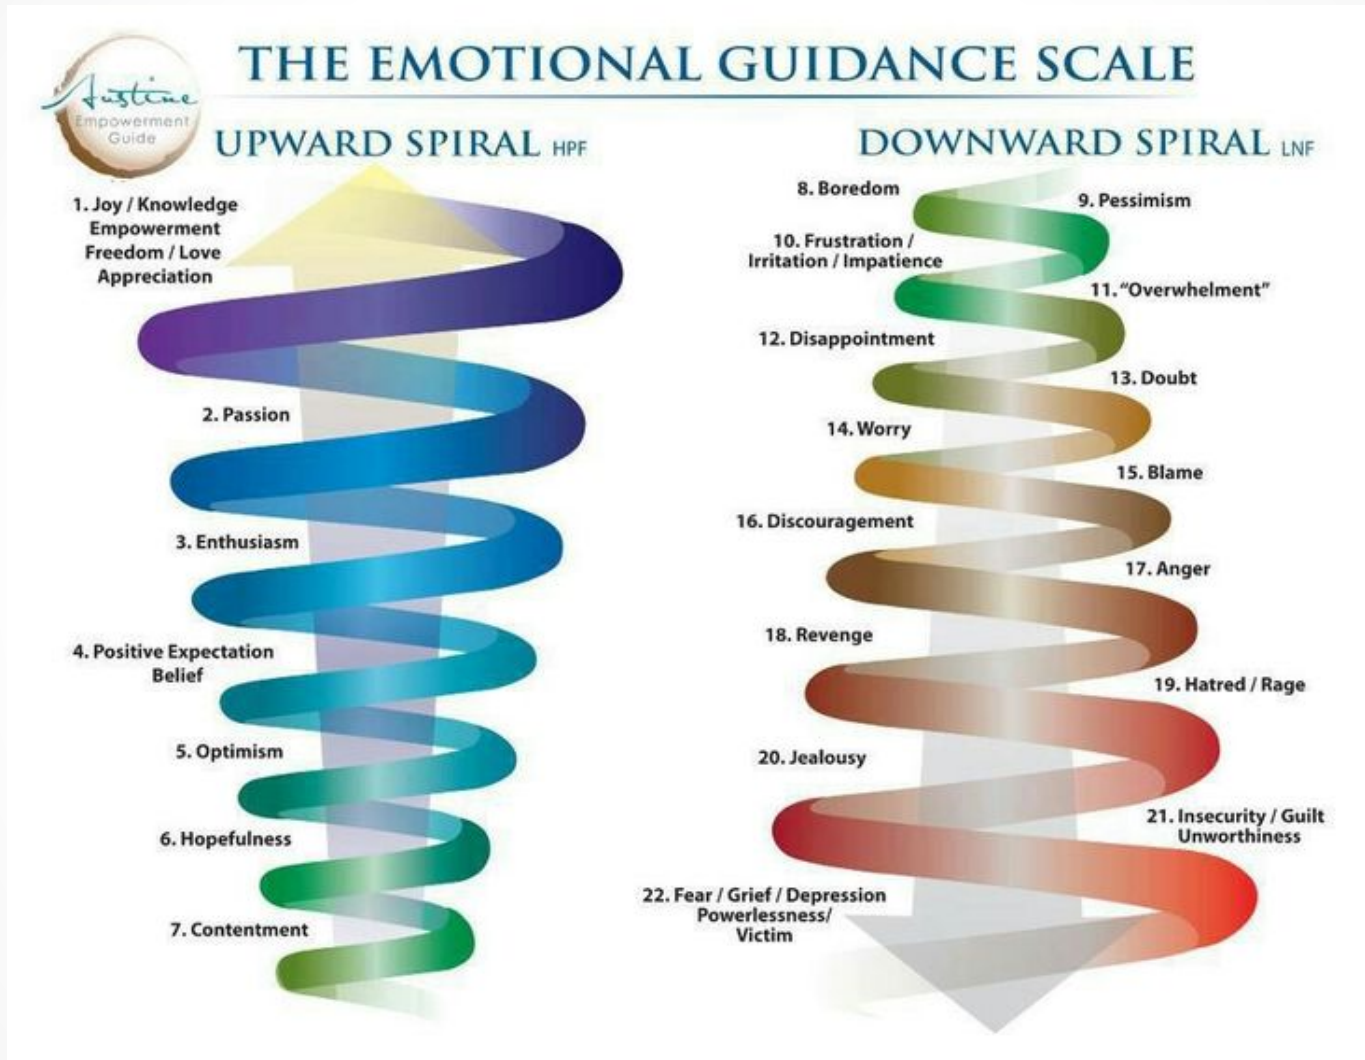 THE EMOTIONAL GUIDANCE SCALE
Austine
Empowerment
Guide
UPWARD SPIRAL HPF
1. Joy / Knowledge
Empowerment
Freedom / Love
Appreciation
2. Passion
3. Enthusiasm
4. Positive Expectation
Belief
5. Optimism
6. Hopefulness
7. Contentment
DOWNWARD SPIRAL LNF
8. Boredom
9. Pessimism
10. Frustration /
Irritation / Impatience
11. “Overwhelment”
12. Disappointment
13. Doubt
14. Worry
15. Blame
16. Discouragement
17. Anger
18. Revenge
19. Hatred / Rage
20. Jealousy
21. Insecurity / Guilt
Unworthiness
22. Fear / Grief / Depression
Powerlessness/
Victim